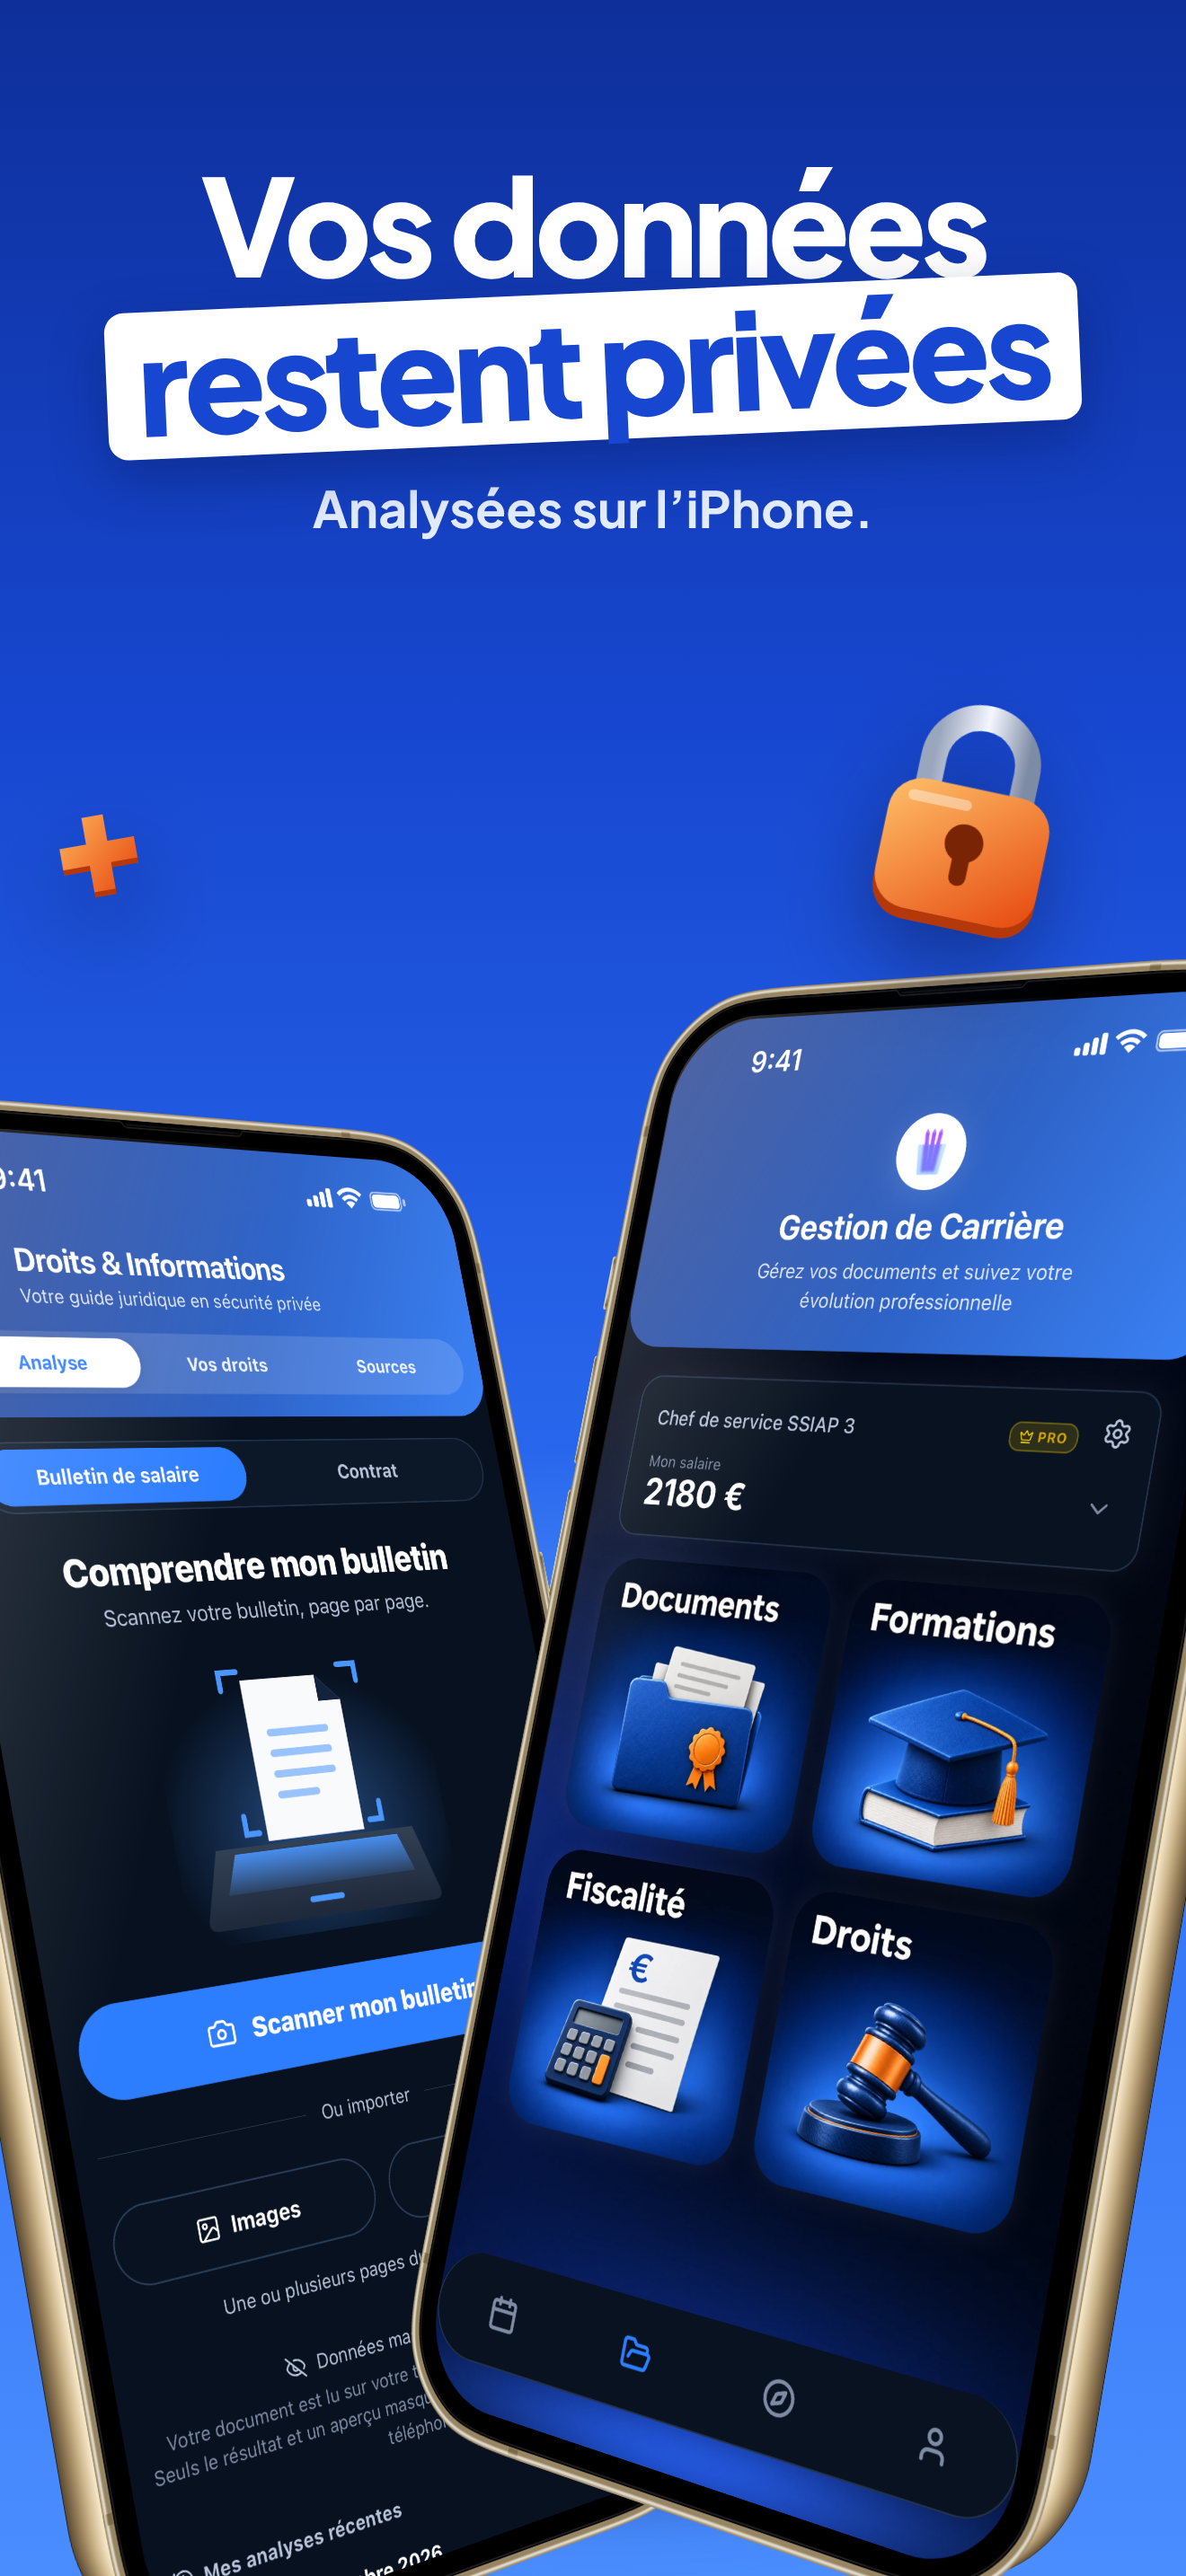 Vos données
restent privées
Analysées sur l’iPhone.
9:41
Droits & Informations
Votre guide juridique en sécurité privée
Analyse
Vos droits
Sources
Bulletin de salaire
Contrat
Comprendre mon bulletin
Scannez votre bulletin, page par page.
Scanner mon bulletin
Ou importer
Images
Une ou plusieurs pages
Données
Votre document est lu sur votre
Seuls le résultat et un aperçu
Mes analyses récentes
2026
9:41
Gestion de Carrière
Gérez vos documents et suivez votre
évolution professionnelle
Chef de service SSIAP 3
PRO
Mon salaire
2180 €
Documents
Formations
Fiscalité
€
Droits